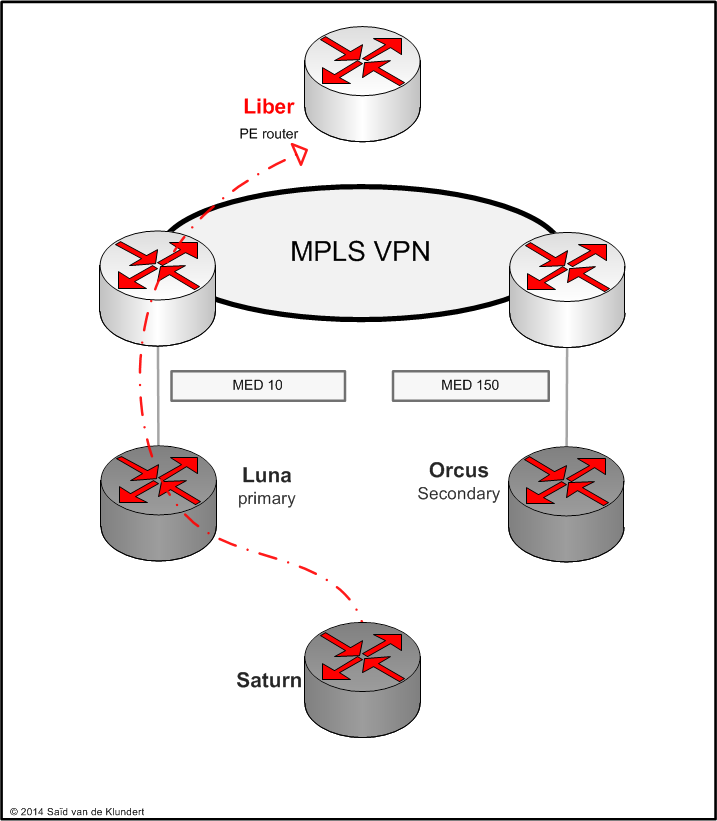 Liber
PE router
MPLS VPN
MED 10
MED 150
Luna
primary
Orcus
Secondary
Saturn
© 2014 Saïd van de Klundert